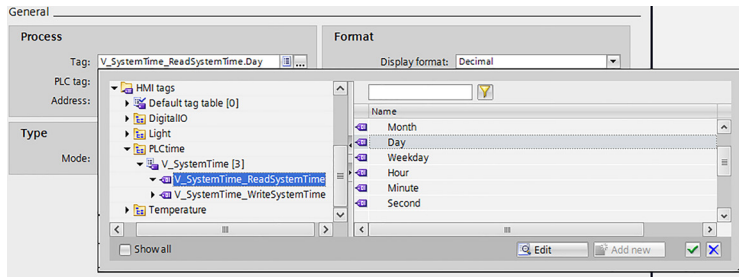 General
Process
Format
Tag: V_SystemTime_ReadSystemTime.Day ...
Display format: Decimal
PLC tag:
Address:
Type
Mode:
HMI tags
Default tag table [0]
DigitalIO
Light
PLCtime
V_SystemTime [3]
V_SystemTime_ReadSystemTime
V_SystemTime_WriteSystemTime
Temperature
Name
Month
Day
Weekday
Hour
Minute
Second
Show all
Edit
Add new